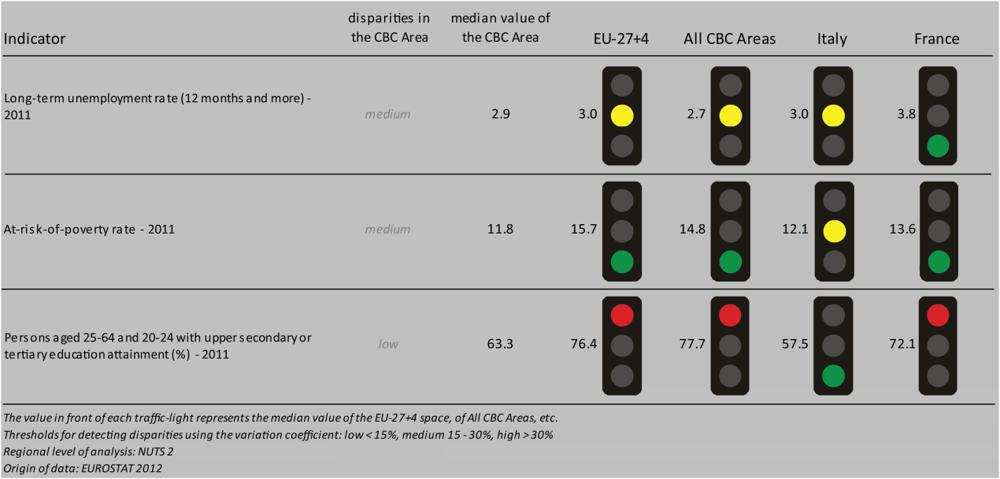 disparities in
the CBC Area
median value of
the CBC Area
Indicator
EU-27+4
All CBC Areas
Italy
France
Long-term unemployment rate (12 months and more) -
2011
medium
2.9
3.0
2.7
3.0
3.8
At-risk-of-poverty rate - 2011
medium
11.8
15.7
14.8
12.1
13.6
Persons aged 25-64 and 20-24 with upper secondary or
tertiary education attainment (%) - 2011
low
63.3
76.4
77.7
57.5
72.1
The value in front of each traffic-light represents the median value of the EU-27+4 space, of All CBC Areas, etc.
Thresholds for detecting disparities using the variation coefficient: low < 15%, medium 15 - 30%, high > 30%
Regional level of analysis: NUTS 2
Origin of data: EUROSTAT 2012